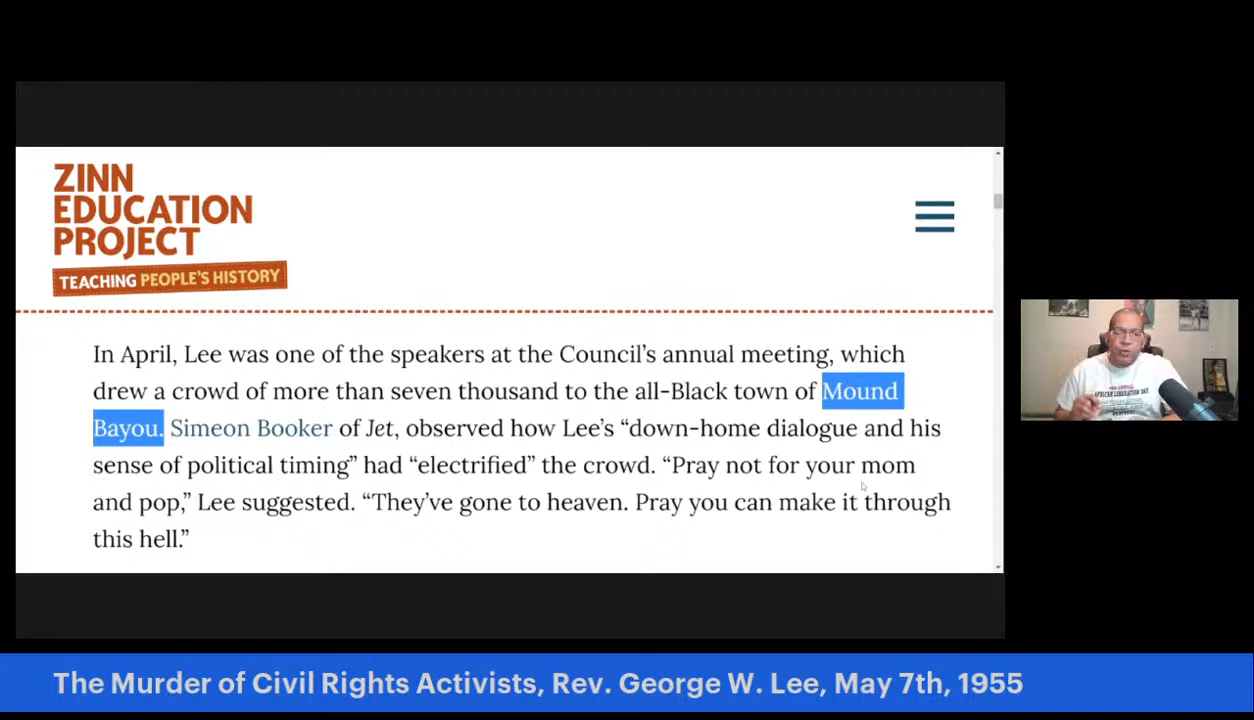 ZINN
EDUCATION
PROJECT
TEACHING PEOPLE'S HISTORY
In April, Lee was one of the speakers at the Council’s annual meeting, which
drew a crowd of more than seven thousand to the all-Black town of Mound
Bayou. Simeon Booker of Jet, observed how Lee’s “down-home dialogue and his
sense of political timing” had “electrified” the crowd. “Pray not for your mom
and pop,” Lee suggested. “They’ve gone to heaven. Pray you can make it through
this hell.”
AFRICAN LIBERATION DAY
The Murder of Civil Rights Activists, Rev. George W. Lee, May 7th, 1955